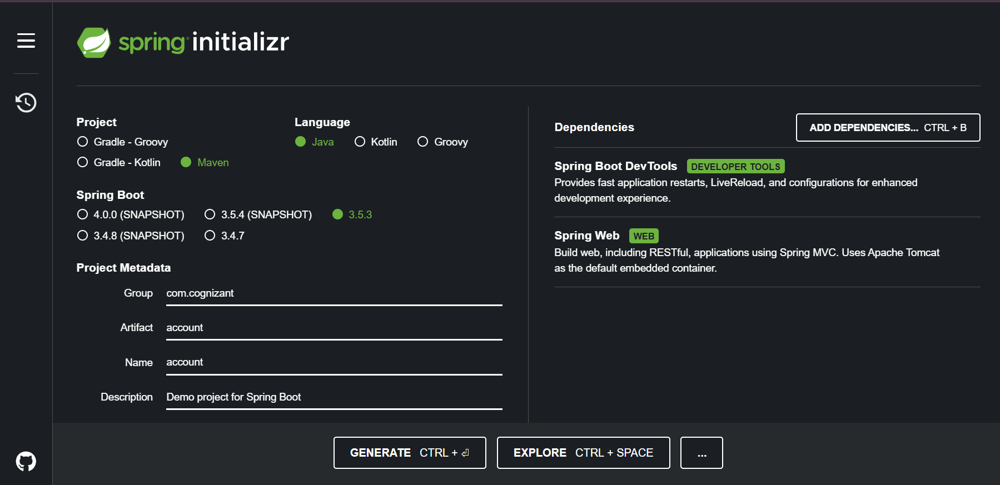 spring initializr
Project
Gradle - Groovy
Gradle - Kotlin Maven
Language
Java Kotlin Groovy
Spring Boot
4.0.0 (SNAPSHOT) 3.5.4 (SNAPSHOT) 3.5.3
3.4.8 (SNAPSHOT) 3.4.7
Project Metadata
Group com.cognizant
Artifact account
Name account
Description Demo project for Spring Boot
Dependencies ADD DEPENDENCIES... CTRL + B
Spring Boot DevTools DEVELOPER TOOLS
Provides fast application restarts, LiveReload, and configurations for enhanced
development experience.
Spring Web WEB
Build web, including RESTful, applications using Spring MVC. Uses Apache Tomcat
as the default embedded container.
GENERATE CTRL + ⏎ EXPLORE CTRL + SPACE ...